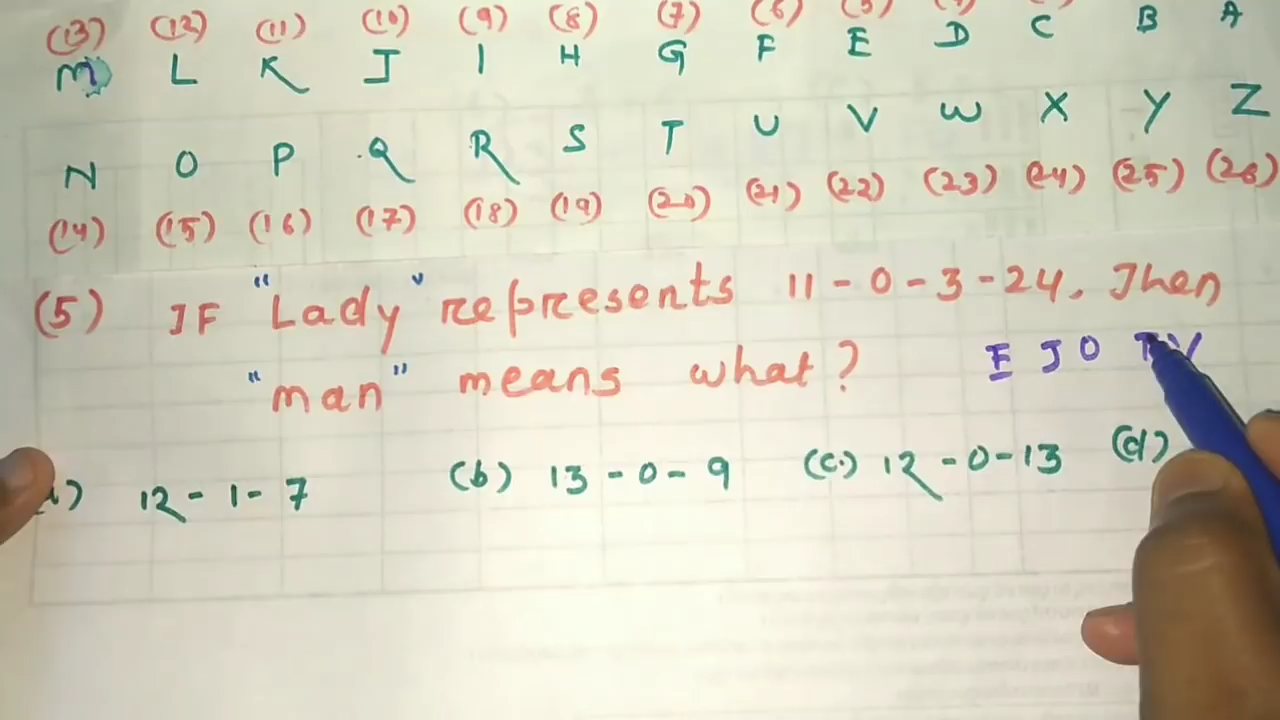 (13) (12) (11) (10) (9) (8) (7) (6)
M L K J I H G F E D C B A
N O P Q R S T U V W X Y Z
(14) (15) (16) (17) (18) (19) (20) (21) (22) (23) (24) (25) (26)
(5) IF "Lady" represents 11-0-3-24. Then
"man" means what? E J O
12-1-7 (b) 13-0-9 (c.) 12-0-13 (d)